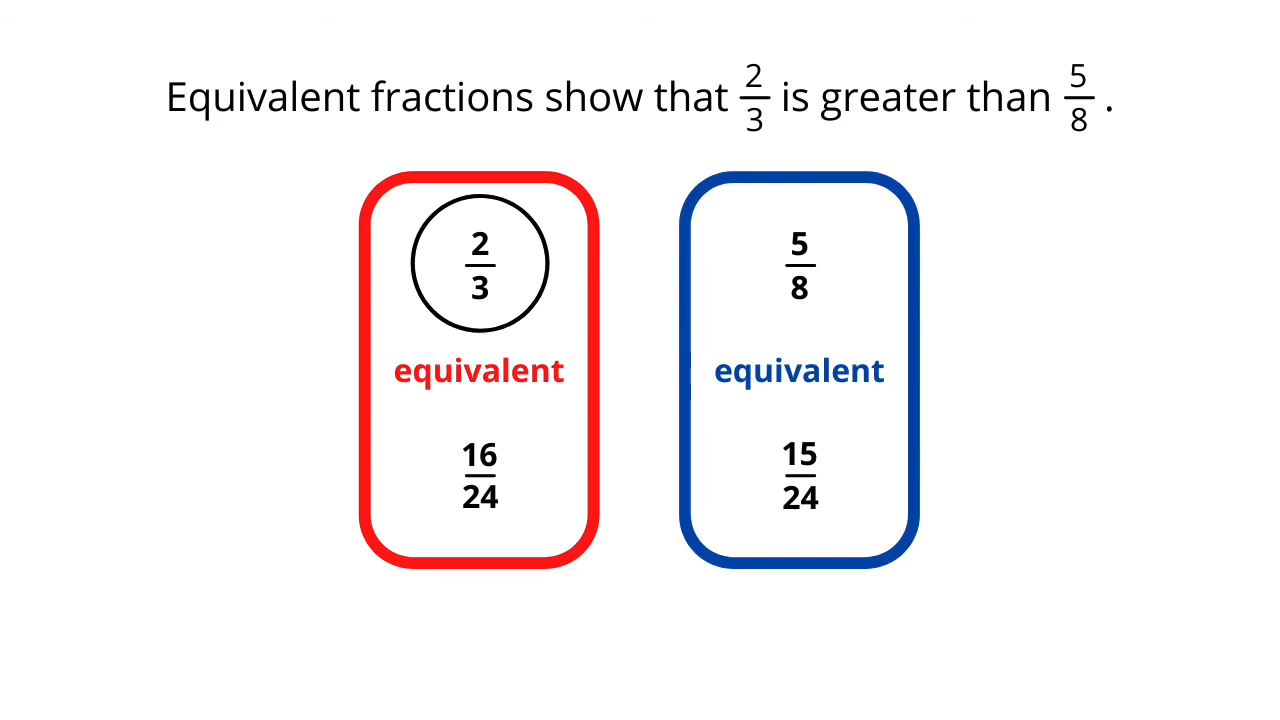 Equivalent fractions show that 2/3 is greater than 5/8 .
2/3 5/8
equivalent equivalent
16/24 15/24